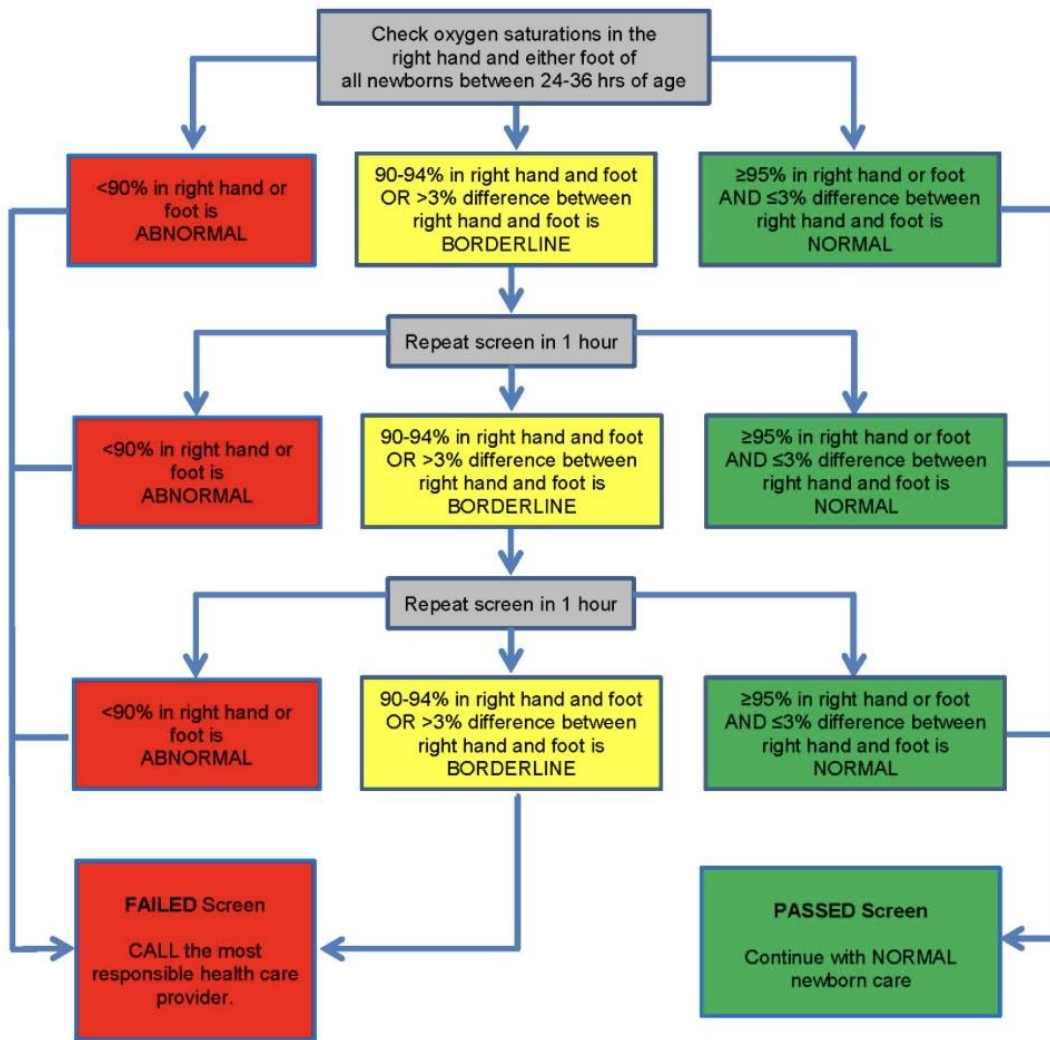 Check oxygen saturations in the
right hand and either foot of
all newborns between 24-36 hrs of age
<90% in right hand or
foot is
ABNORMAL
90-94% in right hand and foot
OR >3% difference between
right hand and foot is
BORDERLINE
≥95% in right hand or foot
AND ≤3% difference between
right hand and foot is
NORMAL
Repeat screen in 1 hour
<90% in right hand or
foot is
ABNORMAL
90-94% in right hand and foot
OR >3% difference between
right hand and foot is
BORDERLINE
≥95% in right hand or foot
AND ≤3% difference between
right hand and foot is
NORMAL
Repeat screen in 1 hour
<90% in right hand or
foot is
ABNORMAL
90-94% in right hand and foot
OR >3% difference between
right hand and foot is
BORDERLINE
≥95% in right hand or foot
AND ≤3% difference between
right hand and foot is
NORMAL
FAILED Screen
CALL the most
responsible health care
provider.
PASSED Screen
Continue with NORMAL
newborn care